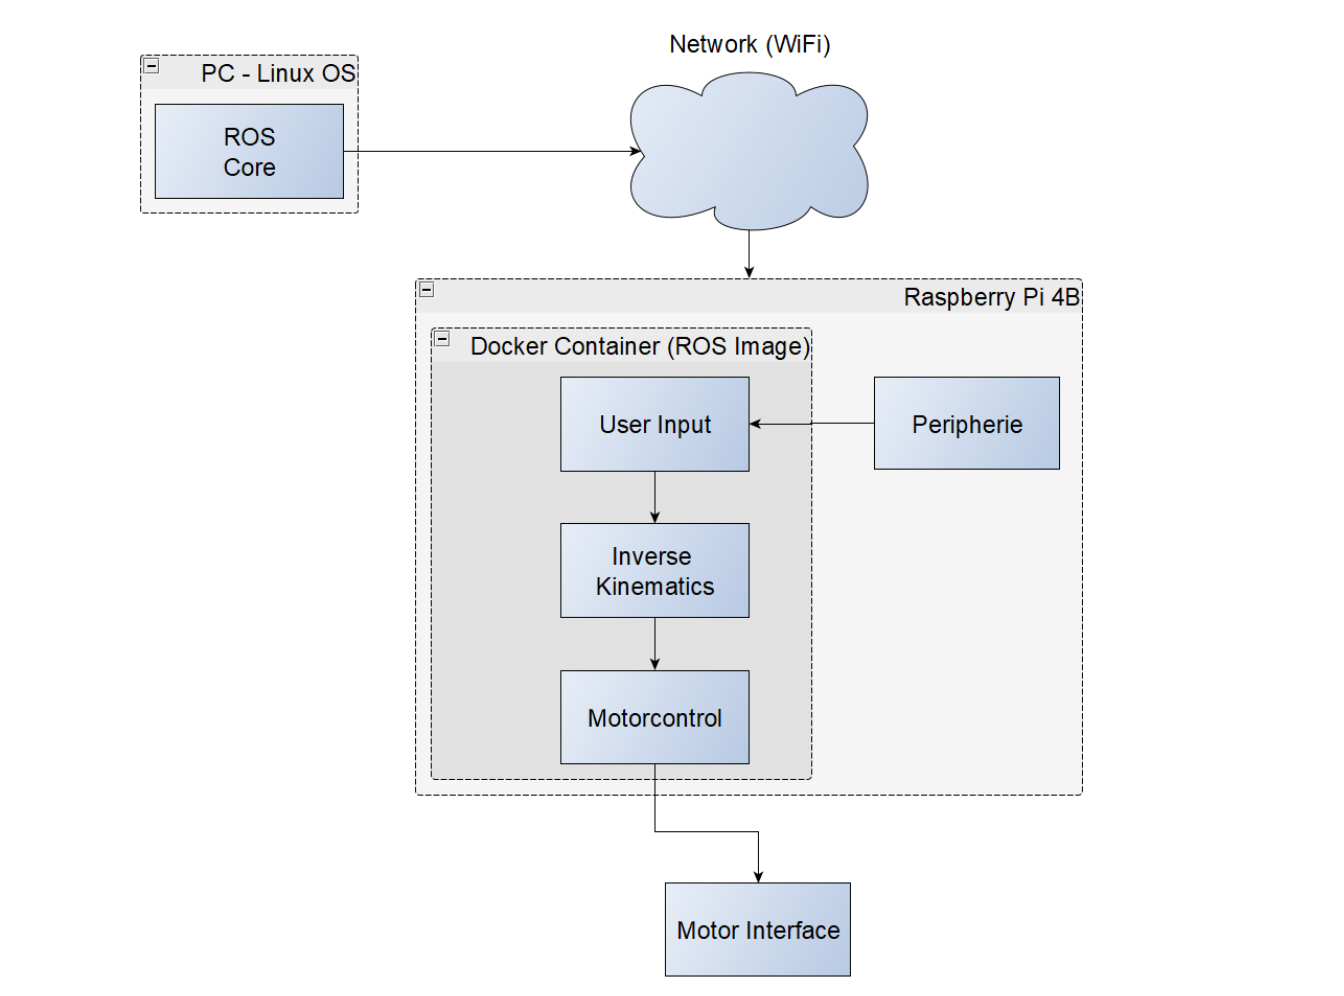 Network (WiFi)
PC - Linux OS
ROS
Core
Raspberry Pi 4B
Docker Container (ROS Image)
User Input
Peripherie
Inverse
Kinematics
Motorcontrol
Motor Interface